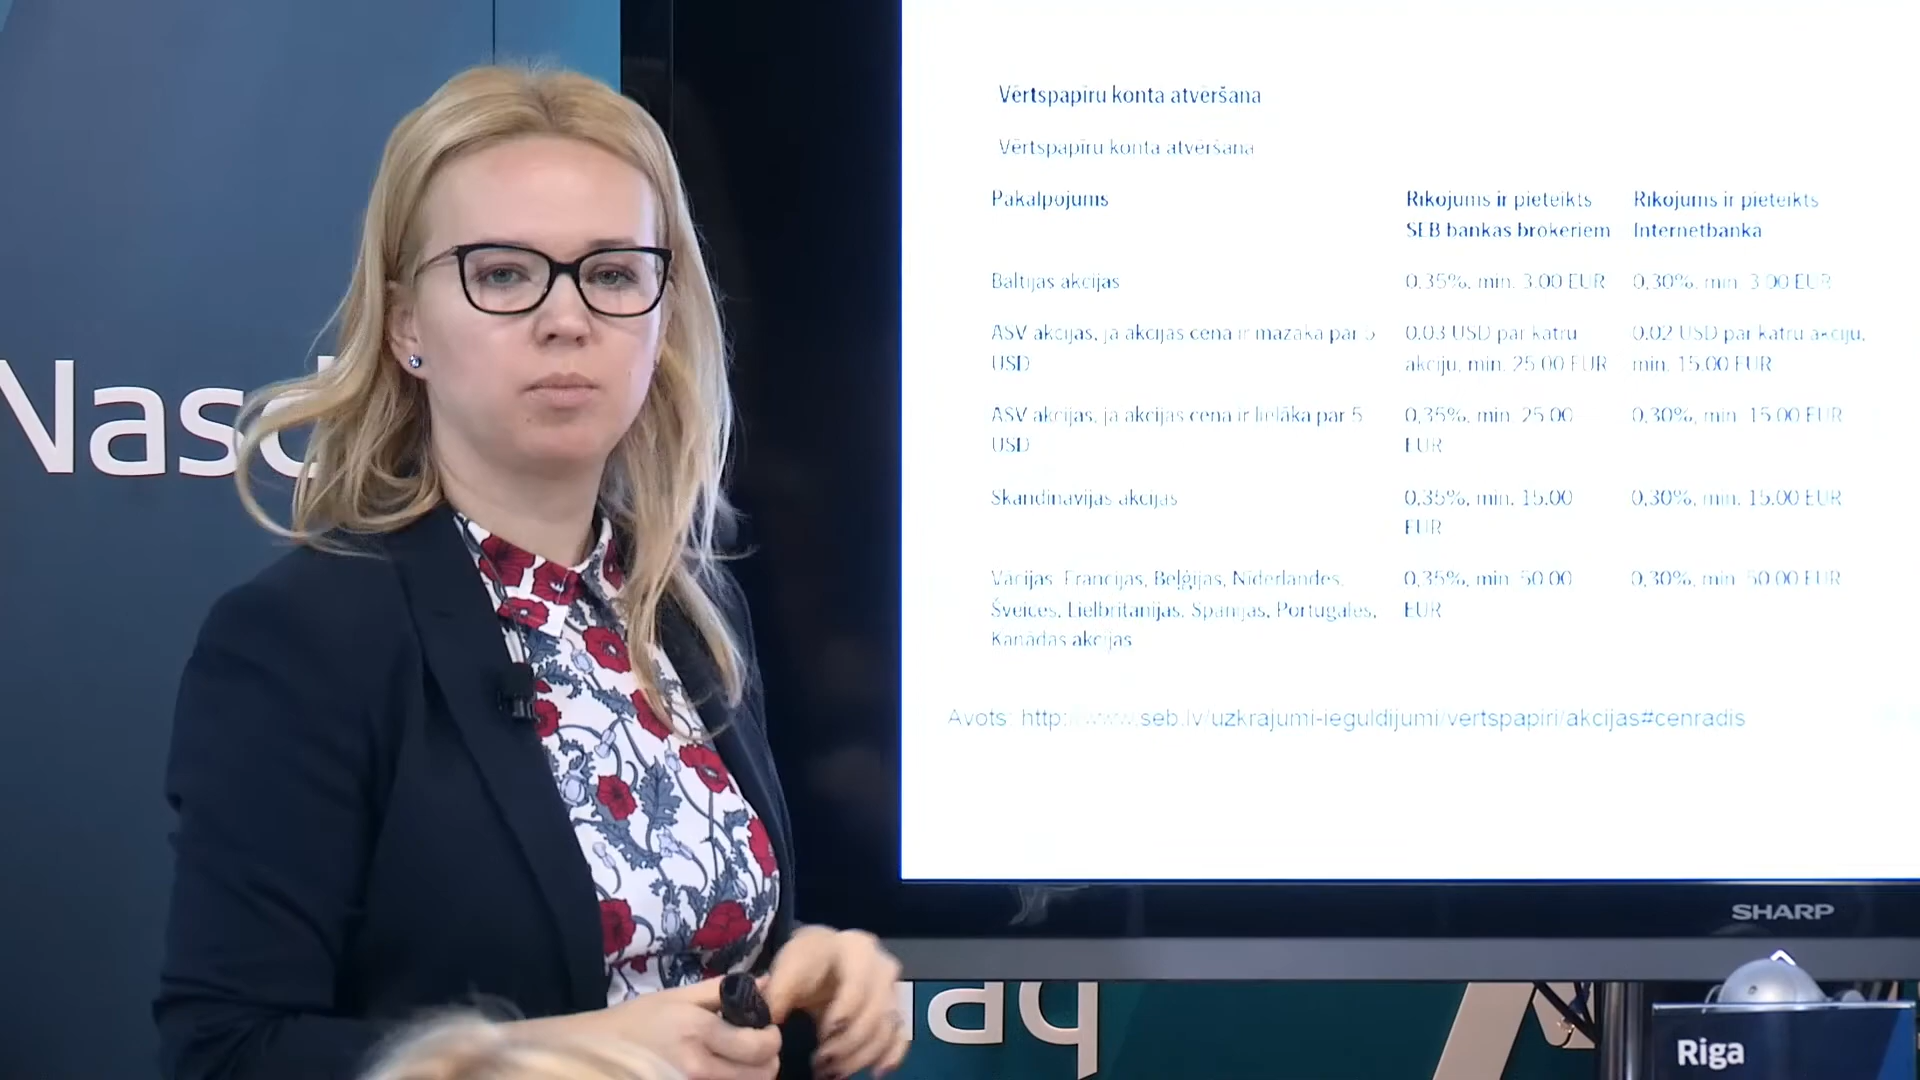 Nasd
Vērtspapīru konta atvēršana
Vērtspapīru konta atvēršana
Pakalpojums
Rīkojums ir pieteikts
SEB bankas brokeriem
Rīkojums ir pieteikts
Internetbankā
Baltijas akcijas
0,35%, min. 3.00 EUR
0,30%, min. 3.00 EUR
ASV akcijas, ja akcijas cena ir mazāka par 5
USD
0.03 USD par katru
akciju, min. 25.00 EUR
0.02 USD par katru akciju,
min. 15.00 EUR
ASV akcijas, ja akcijas cena ir lielāka par 5
USD
0,35%, min. 25.00
EUR
0,30%, min. 15.00 EUR
Skandināvijas akcijas
0,35%, min. 15.00
EUR
0,30%, min. 15.00 EUR
Vācijas, Francijas, Beļģijas, Nīderlandes,
Šveices, Lielbritānijas, Spānijas, Portugāles,
Kanādas akcijas
0,35%, min. 50.00
EUR
0,30%, min. 50.00 EUR
Avots: http://www.seb.lv/uzkrajumi-ieguldijumi/vertspapiri/akcijas#cenradis
SHARP
daq
Riga